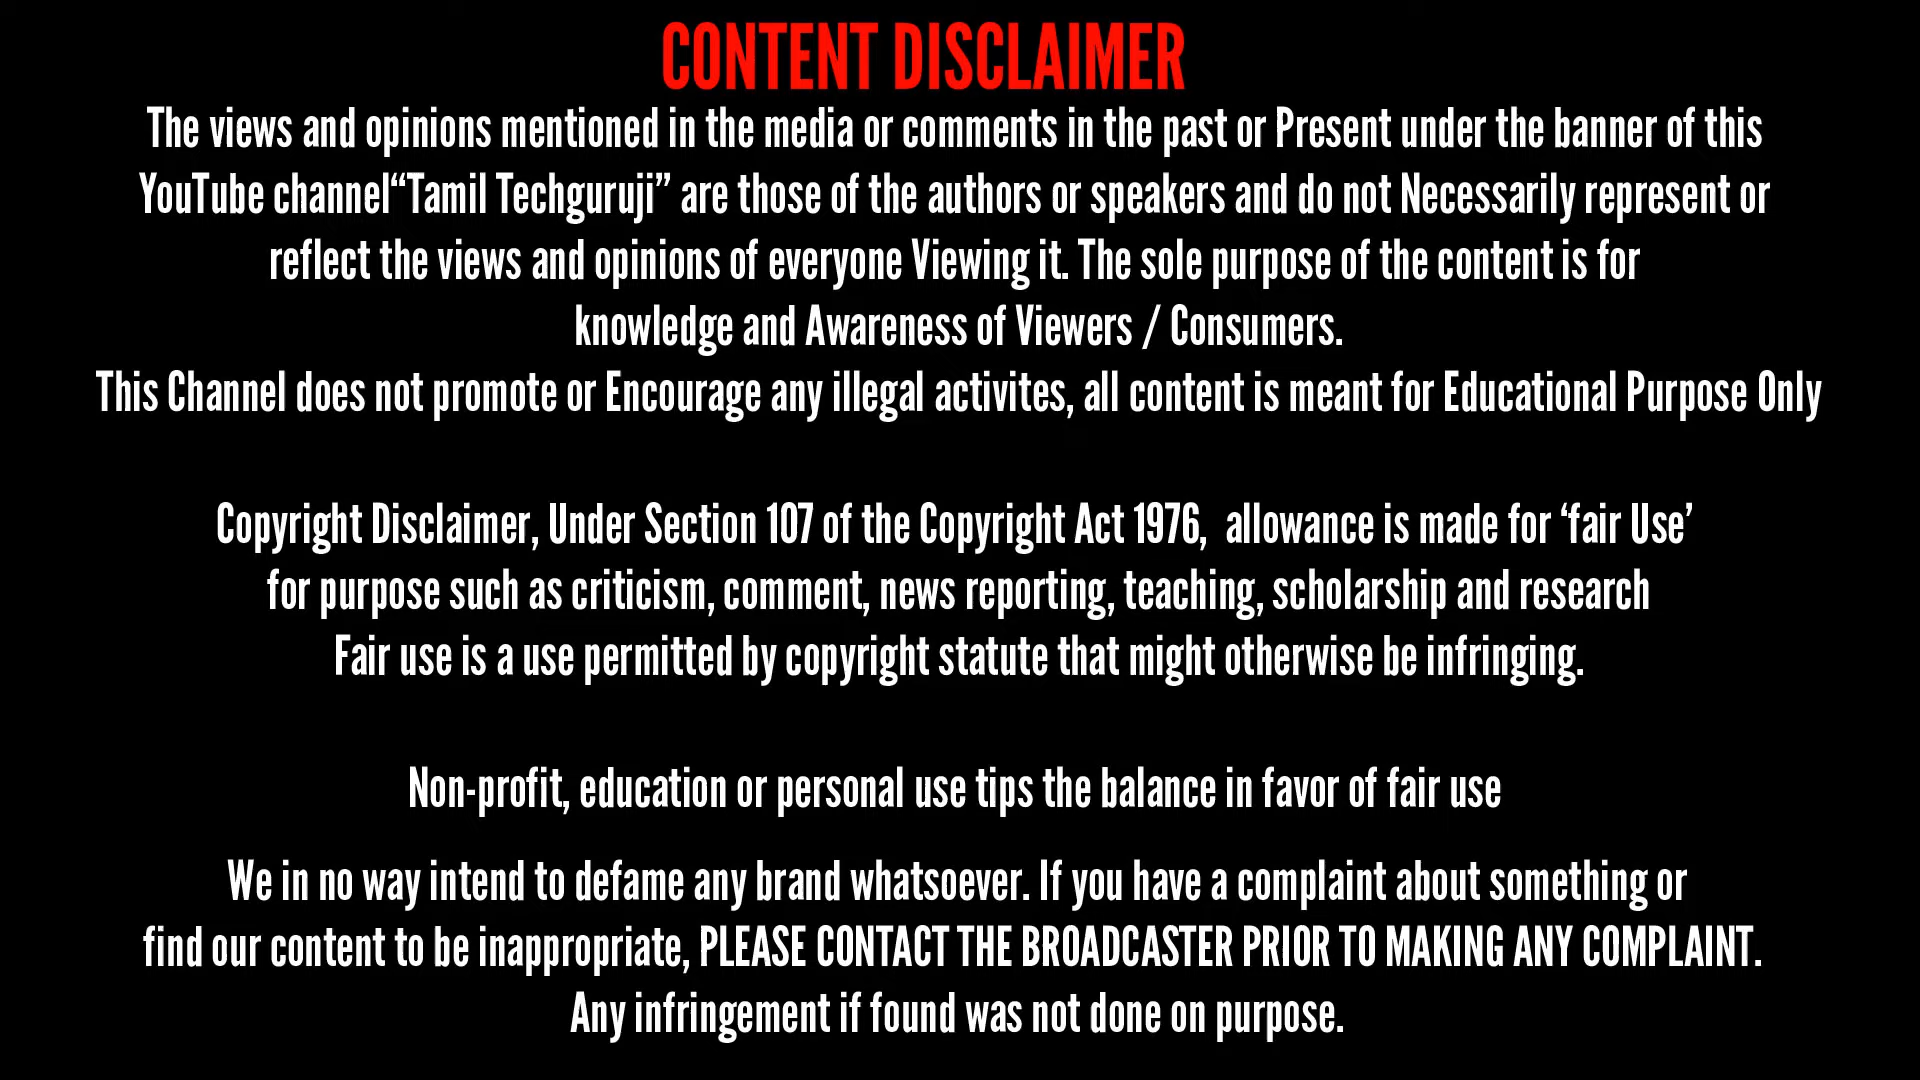 CONTENT DISCLAIMER
The views and opinions mentioned in the media or comments in the past or Present under the banner of this
YouTube channel“Tamil Techguruji” are those of the authors or speakers and do not Necessarily represent or
reflect the views and opinions of everyone Viewing it. The sole purpose of the content is for
knowledge and Awareness of Viewers / Consumers.
This Channel does not promote or Encourage any illegal activites, all content is meant for Educational Purpose Only
Copyright Disclaimer, Under Section 107 of the Copyright Act 1976, allowance is made for ‘fair Use’
for purpose such as criticism, comment, news reporting, teaching, scholarship and research
Fair use is a use permitted by copyright statute that might otherwise be infringing.
Non-profit, education or personal use tips the balance in favor of fair use
We in no way intend to defame any brand whatsoever. If you have a complaint about something or
find our content to be inappropriate, PLEASE CONTACT THE BROADCASTER PRIOR TO MAKING ANY COMPLAINT.
Any infringement if found was not done on purpose.